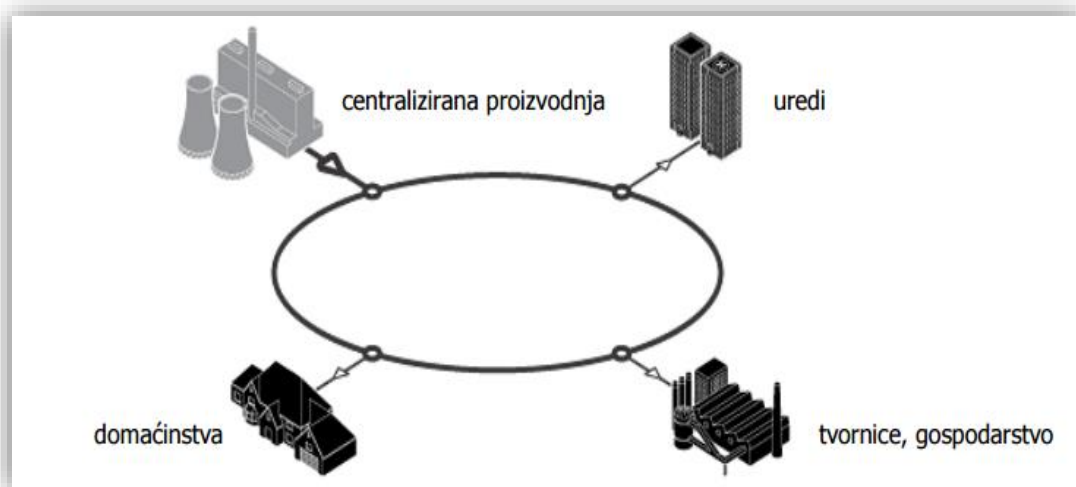 centralizirana proizvodnja
uredi
domaćinstva
tvornice, gospodarstvo